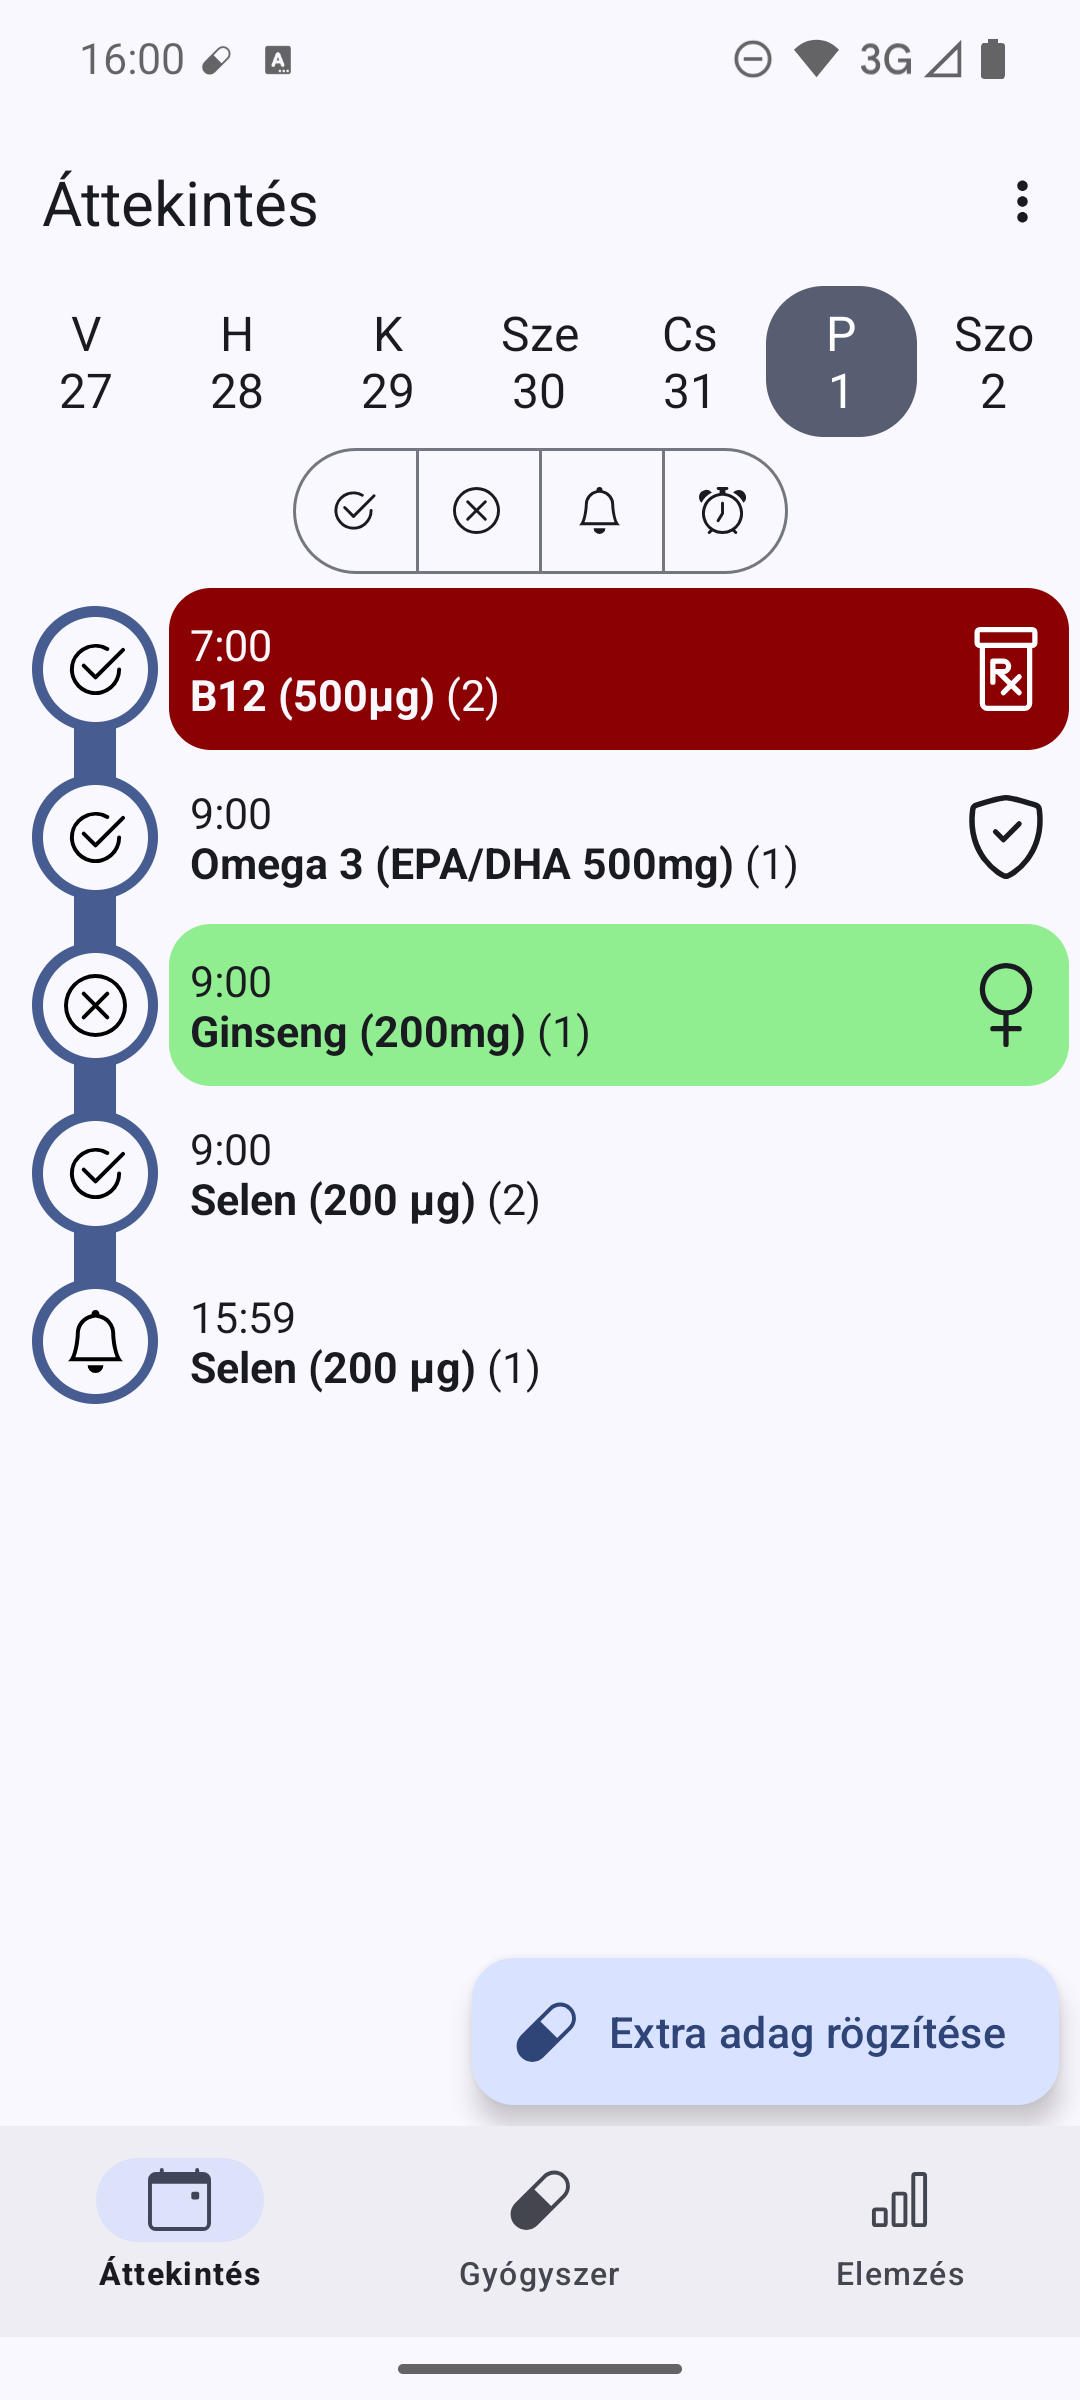 16:00
3G
Áttekintés
V H K Sze Cs P Szo
27 28 29 30 31 1 2
7:00
B12 (500µg) (2)
9:00
Omega 3 (EPA/DHA 500mg) (1)
9:00
Ginseng (200mg) (1)
9:00
Selen (200 µg) (2)
15:59
Selen (200 µg) (1)
Extra adag rögzítése
Áttekintés Gyógyszer Elemzés